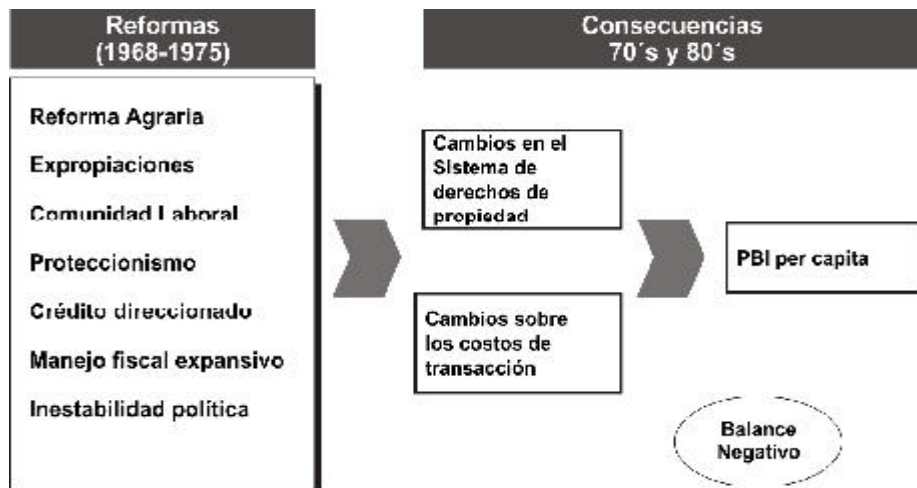 Reformas
(1968-1975)
Consecuencias
70´s y 80´s
Reforma Agraria
Expropiaciones
Comunidad Laboral
Proteccionismo
Crédito direccionado
Manejo fiscal expansivo
Inestabilidad política
Cambios en el
Sistema de
derechos de
propiedad
Cambios sobre
los costos de
transacción
PBI per capita
Balance
Negativo